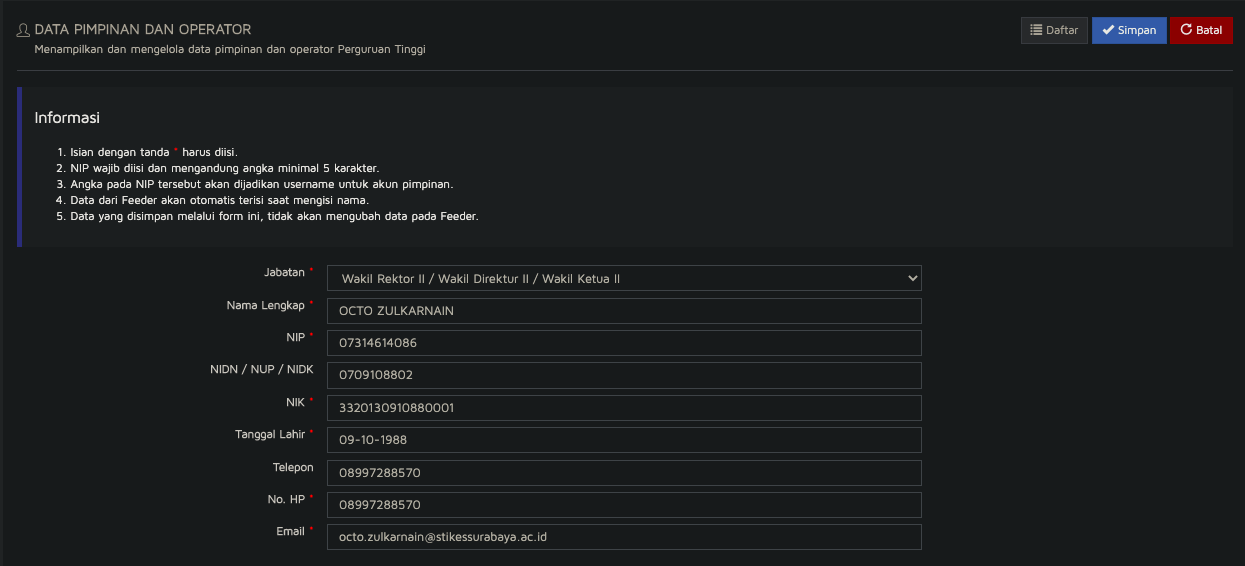 DATA PIMPINAN DAN OPERATOR
Menampilkan dan mengelola data pimpinan dan operator Perguruan Tinggi
Daftar
Simpan
Batal
Informasi
1. Isian dengan tanda * harus diisi.
2. NIP wajib diisi dan mengandung angka minimal 5 karakter.
3. Angka pada NIP tersebut akan dijadikan username untuk akun pimpinan.
4. Data dari Feeder akan otomatis terisi saat mengisi nama.
5. Data yang disimpan melalui form ini, tidak akan mengubah data pada Feeder.
Jabatan * Wakil Rektor II / Wakil Direktur II / Wakil Ketua II
Nama Lengkap * OCTO ZULKARNAIN
NIP * 07314614086
NIDN / NUP / NIDK 0709108802
NIK * 3320130910880001
Tanggal Lahir * 09-10-1988
Telepon 08997288570
No. HP * 08997288570
Email * octo.zulkarnain@stikessurabaya.ac.id